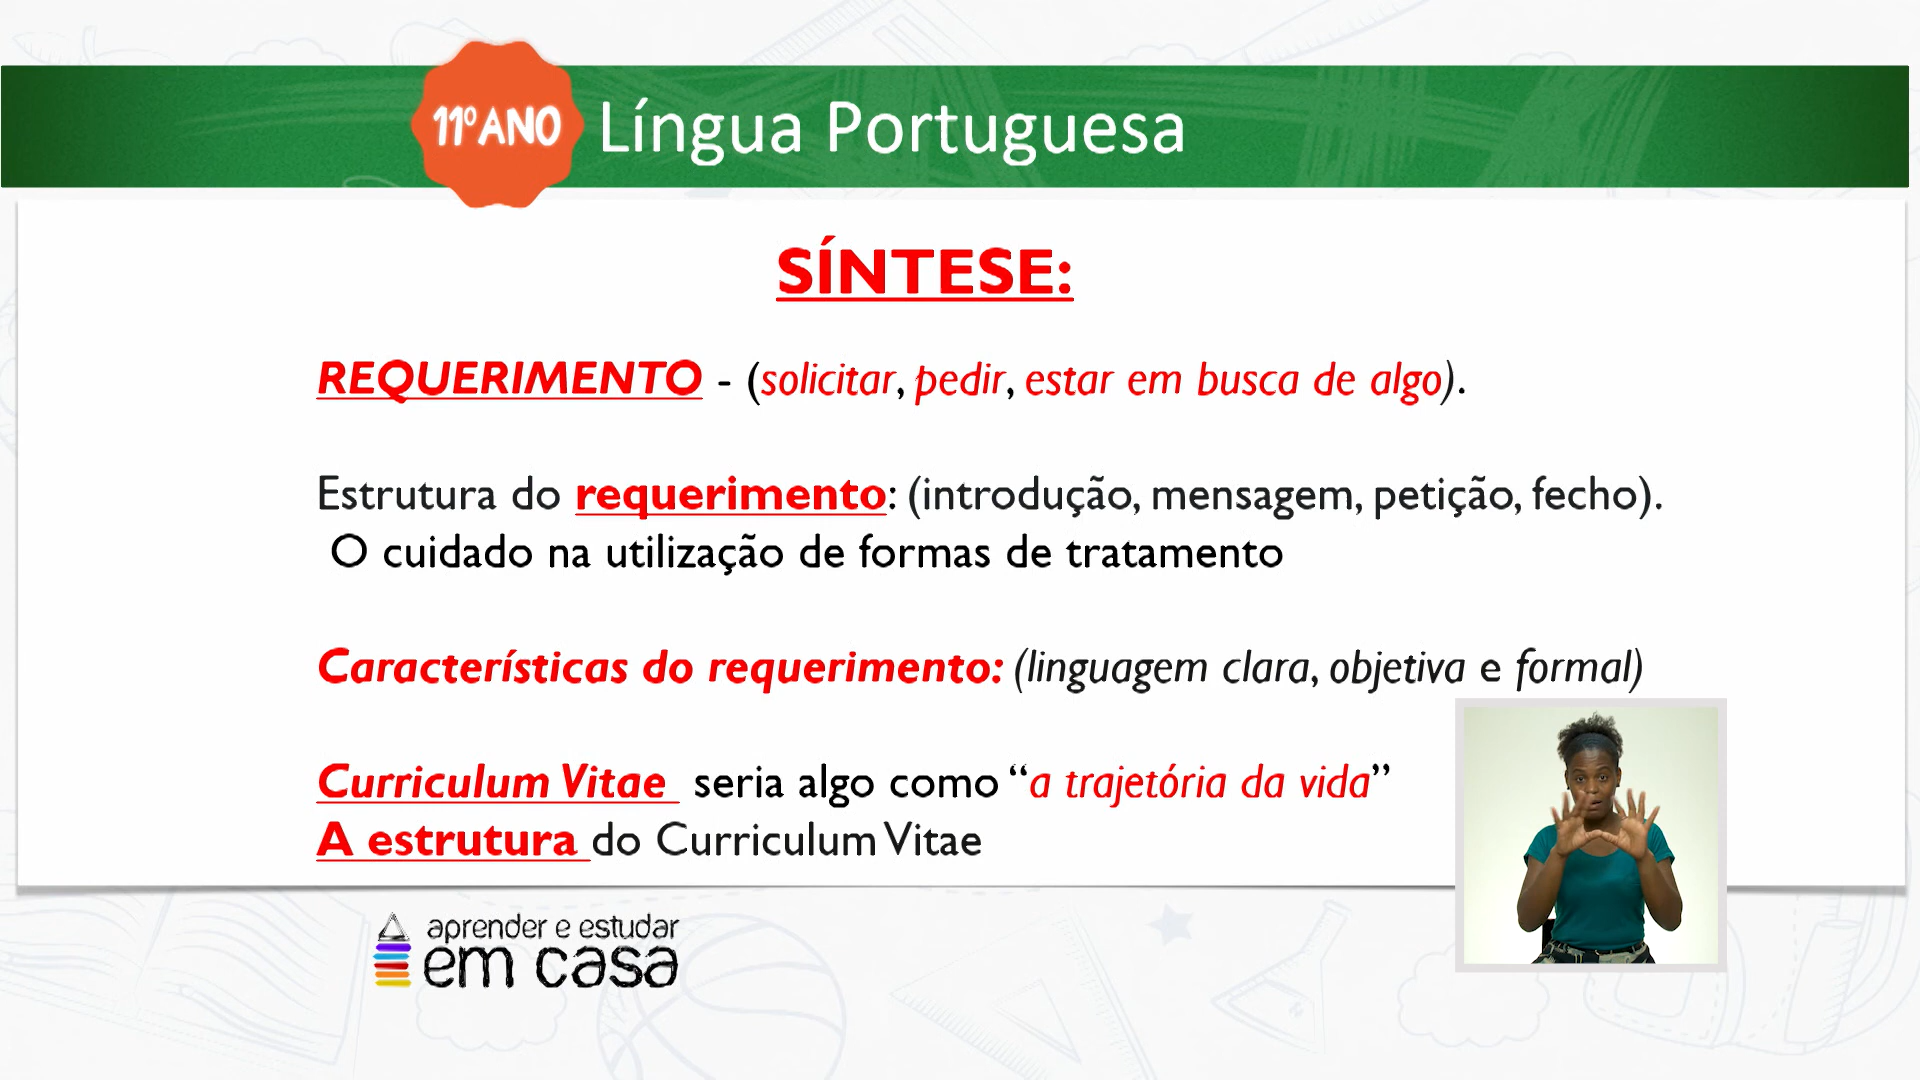 11º ANO Língua Portuguesa
SÍNTESE:
REQUERIMENTO - (solicitar, pedir, estar em busca de algo).
Estrutura do requerimento: (introdução, mensagem, petição, fecho).
O cuidado na utilização de formas de tratamento
Características do requerimento: (linguagem clara, objetiva e formal)
Curriculum Vitae seria algo como “a trajetória da vida”
A estrutura do Curriculum Vitae
aprender e estudar
em casa